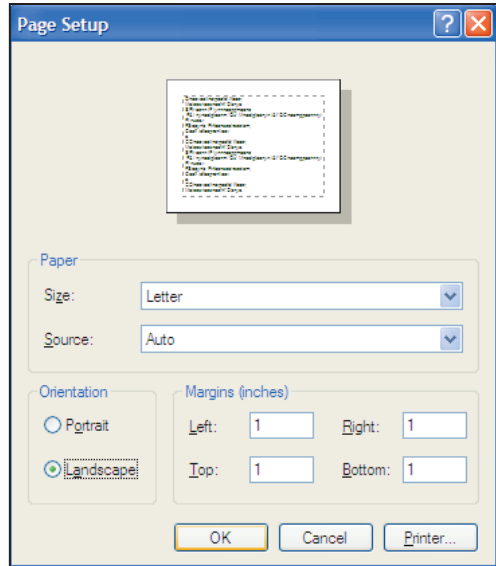 Page Setup
Paper
Size: Letter
Source: Auto
Orientation
Portrait
Landscape
Margins (inches)
Left: 1 Right: 1
Top: 1 Bottom: 1
OK Cancel Printer...